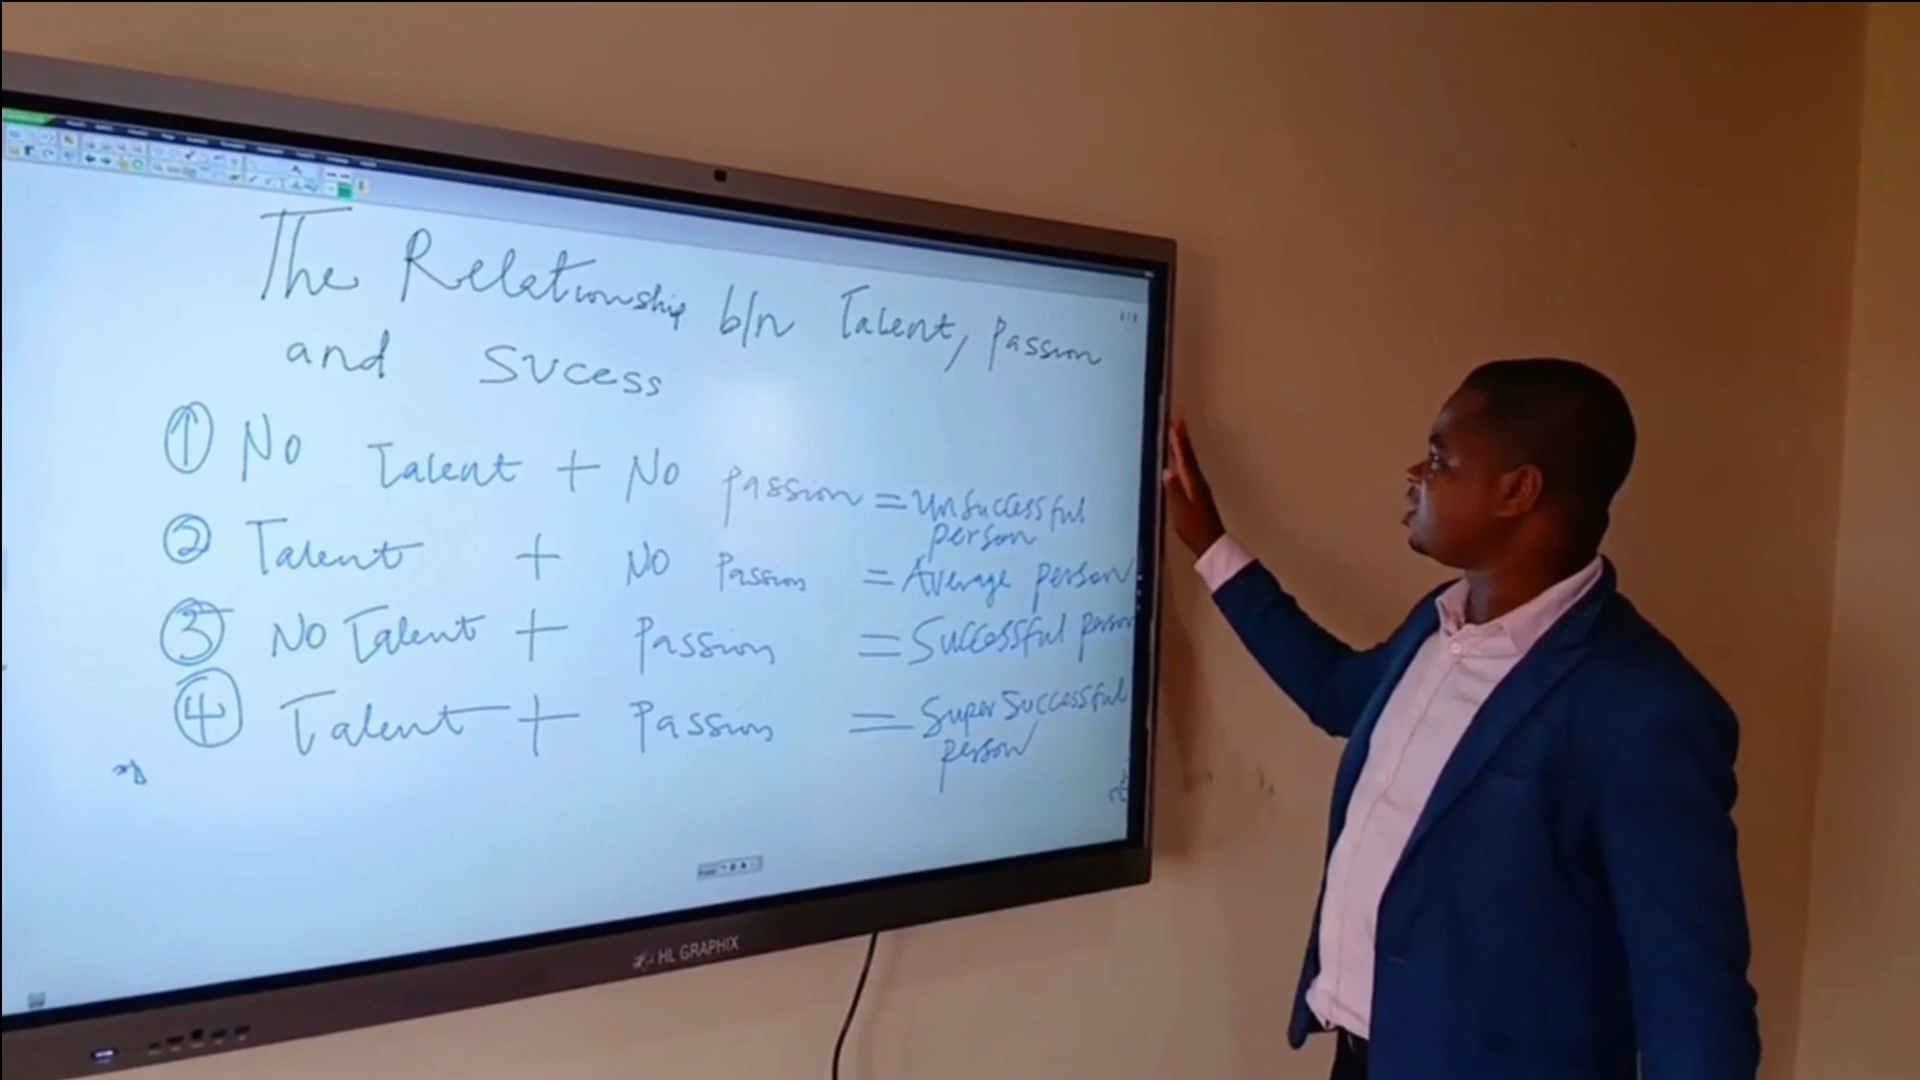 The Relationship b/n Talent, Passion
and Sucess
① No Talent + No passion = Unsuccessful
person
② Talent + NO Passion = Average person
③ NO Talent + Passion = Successful person
④ Talent + Passion = Super Successful
person
HL GRAPHIX